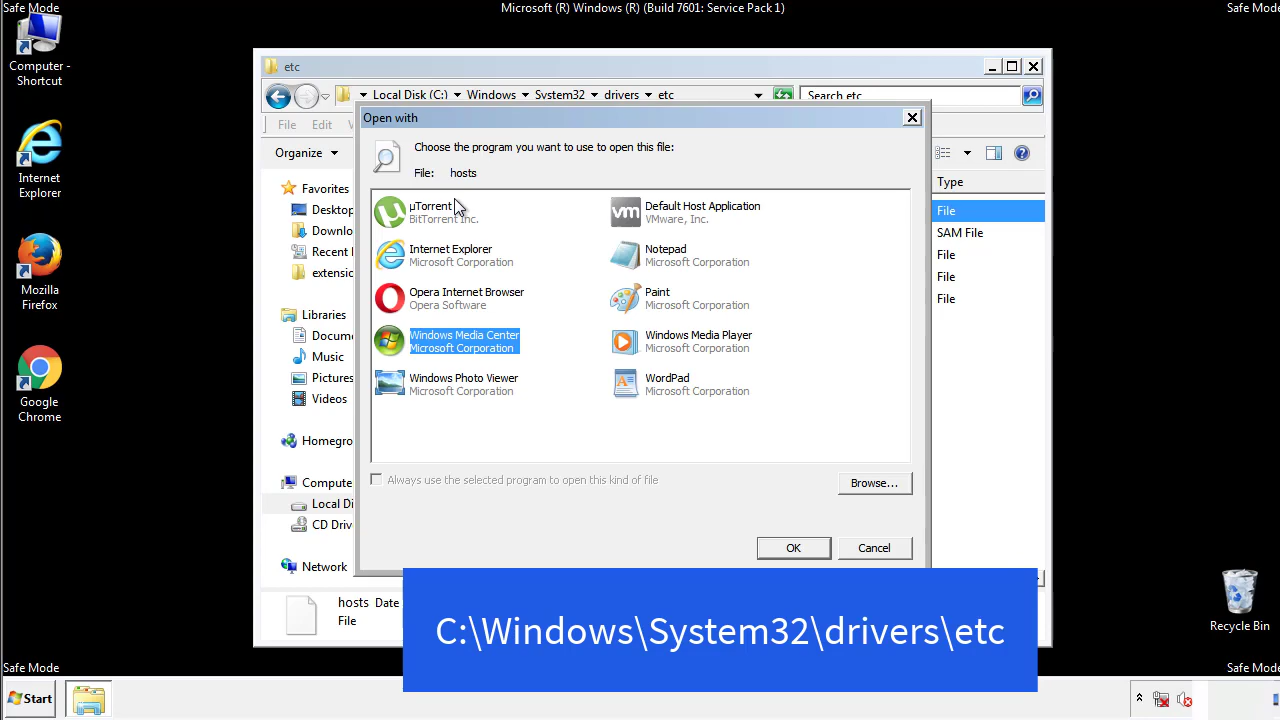 Safe Mode
Microsoft (R) Windows (R) (Build 7601: Service Pack 1)
Safe Mode
Computer -
Shortcut
Internet
Explorer
Mozilla
Firefox
Google
Chrome
etc
Local Disk (C:) Windows System32 drivers etc
Search etc
File Edit
Organize
Type
Favorites
Desktop
Downlo
Recent
extensio
Libraries
Docume
Music
Pictures
Videos
Homegro
Compute
Local Di
CD Drive
Network
File
SAM File
File
File
File
Open with
Choose the program you want to use to open this file:
File: hosts
µTorrent
BitTorrent Inc.
Default Host Application
VMware, Inc.
Internet Explorer
Microsoft Corporation
Notepad
Microsoft Corporation
Opera Internet Browser
Opera Software
Paint
Microsoft Corporation
Windows Media Center
Microsoft Corporation
Windows Media Player
Microsoft Corporation
Windows Photo Viewer
Microsoft Corporation
WordPad
Microsoft Corporation
Always use the selected program to open this kind of file
Browse...
OK
Cancel
hosts Date
File
C:\Windows\System32\drivers\etc
Recycle Bin
Safe Mode
Safe Mode
Start